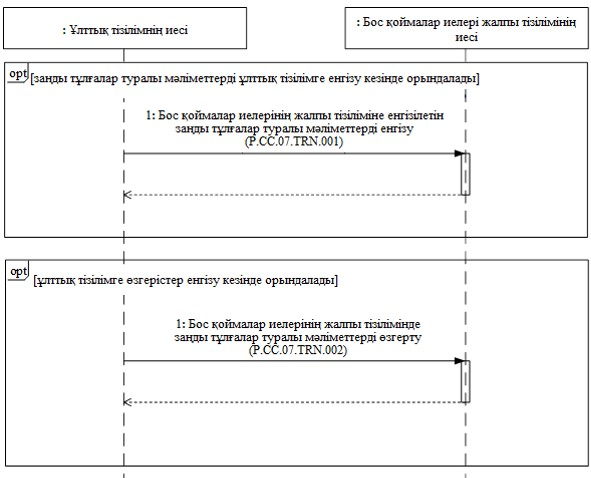 : Ұлттық тізілімнің иесі
: Бос қоймалар иелері жалпы тізілімінің
иесі
opt
[заңды тұлғалар туралы мәліметтерді ұлттық тізілімге енгізу кезінде орындалады]
1: Бос қоймалар иелерінің жалпы тізіліміне енгізілетін
заңды тұлғалар туралы мәліметтерді енгізу
(P.CC.07.TRN.001)
opt
[ұлттық тізілімге өзгерістер енгізу кезінде орындалады]
1: Бос қоймалар иелерінің жалпы тізілімінде
заңды тұлғалар туралы мәліметтерді өзгерту
(P.CC.07.TRN.002)